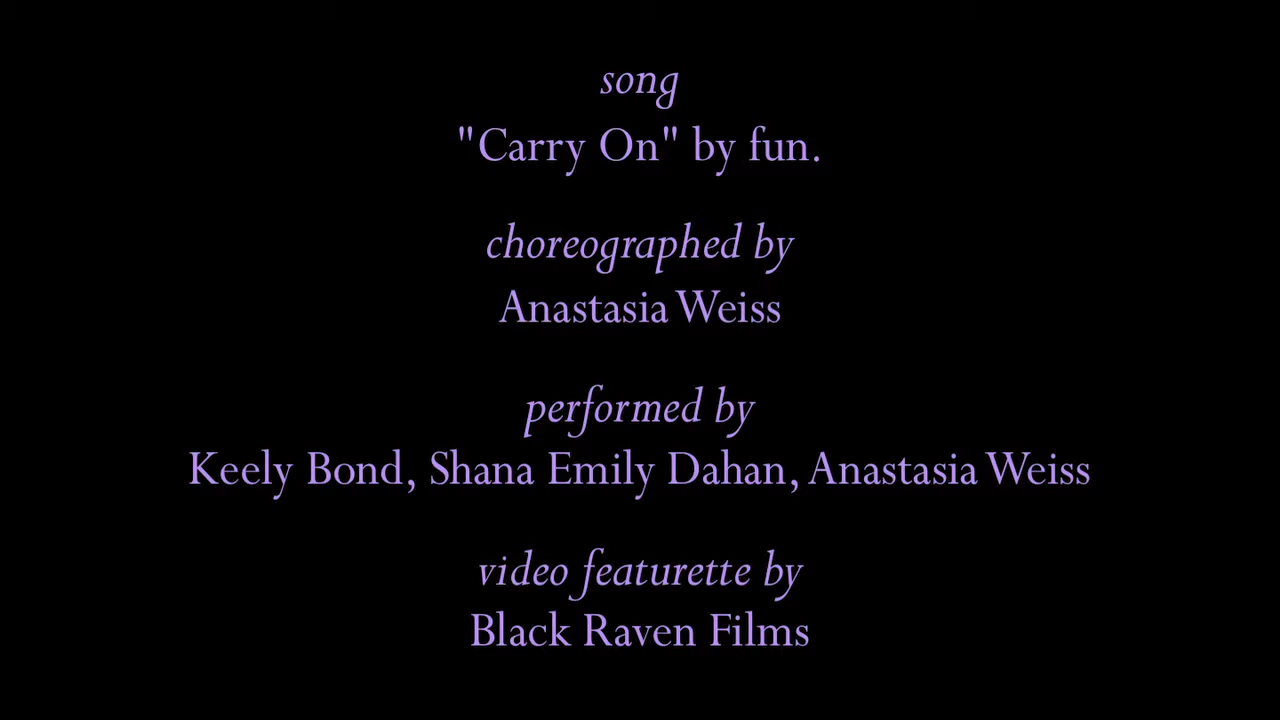 song
"Carry On" by fun.
choreographed by
Anastasia Weiss
performed by
Keely Bond, Shana Emily Dahan, Anastasia Weiss
video featurette by
Black Raven Films